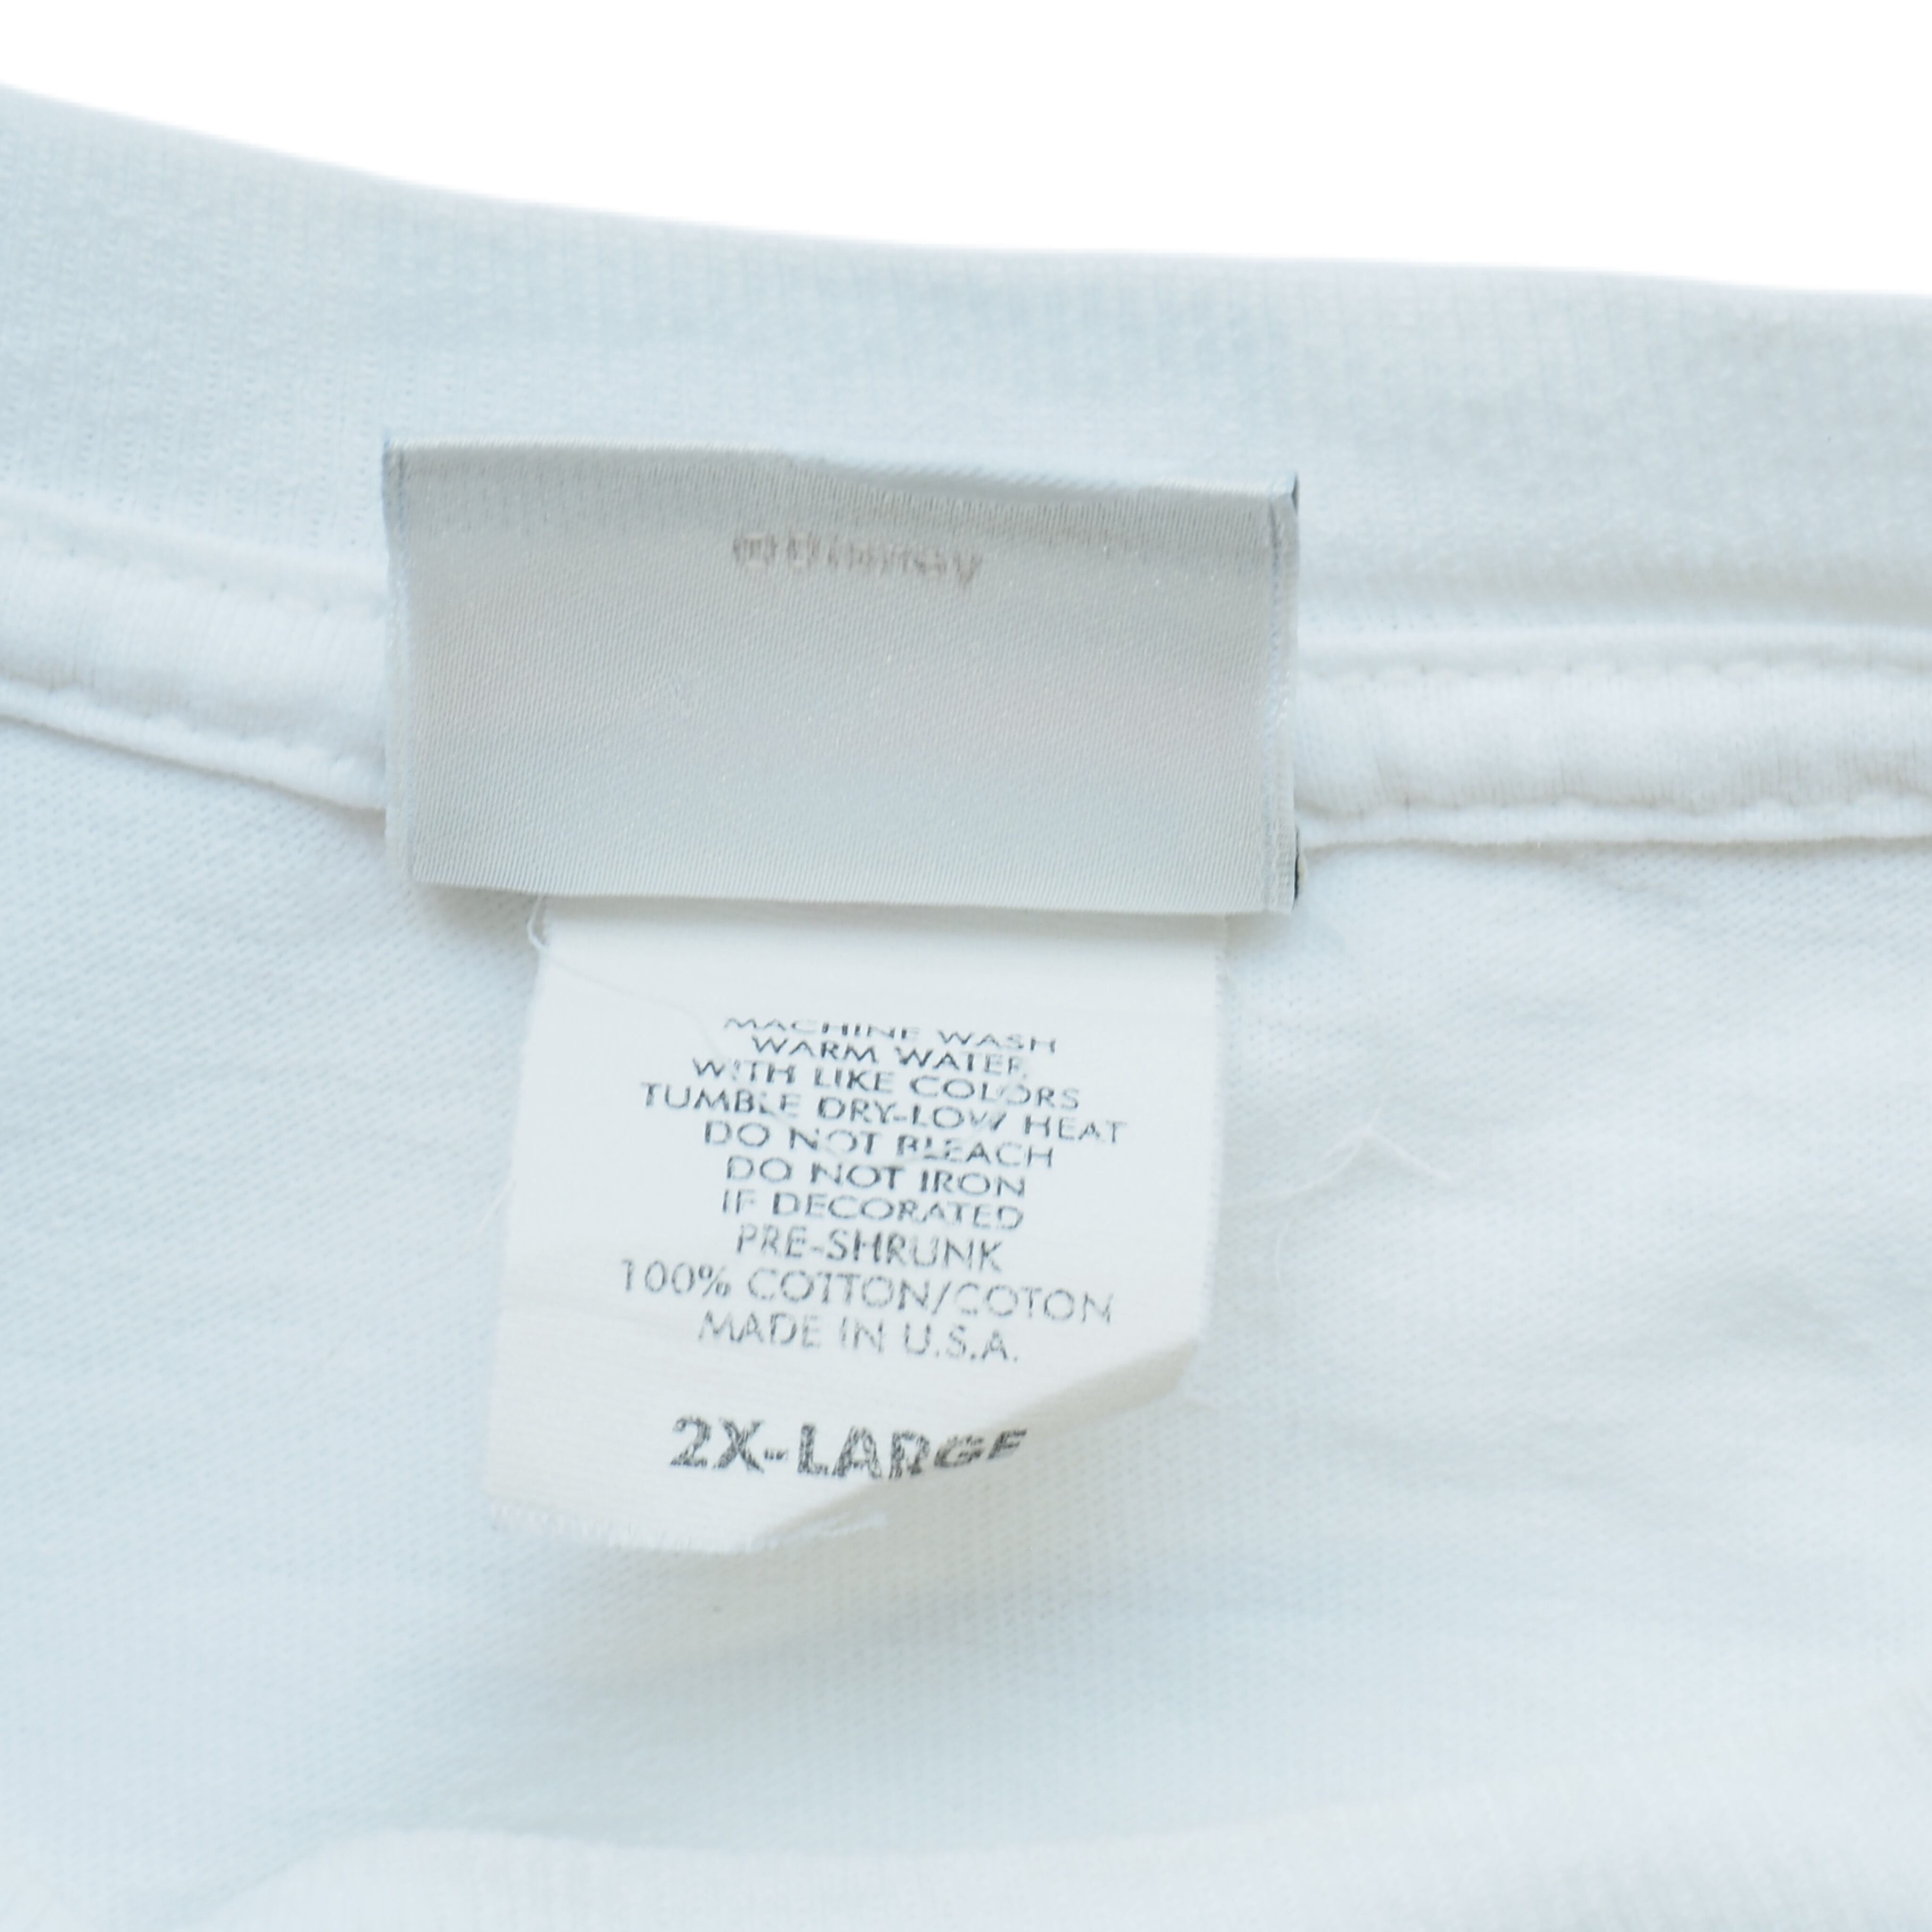 MACHINE WASH
WARM WATER
WITH LIKE COLORS
TUMBLE DRY-LOW HEAT
DO NOT BLEACH
DO NOT IRON
IF DECORATED
PRE-SHRUNK
100% COTTON/COTON
MADE IN U.S.A.
2X-LARGE